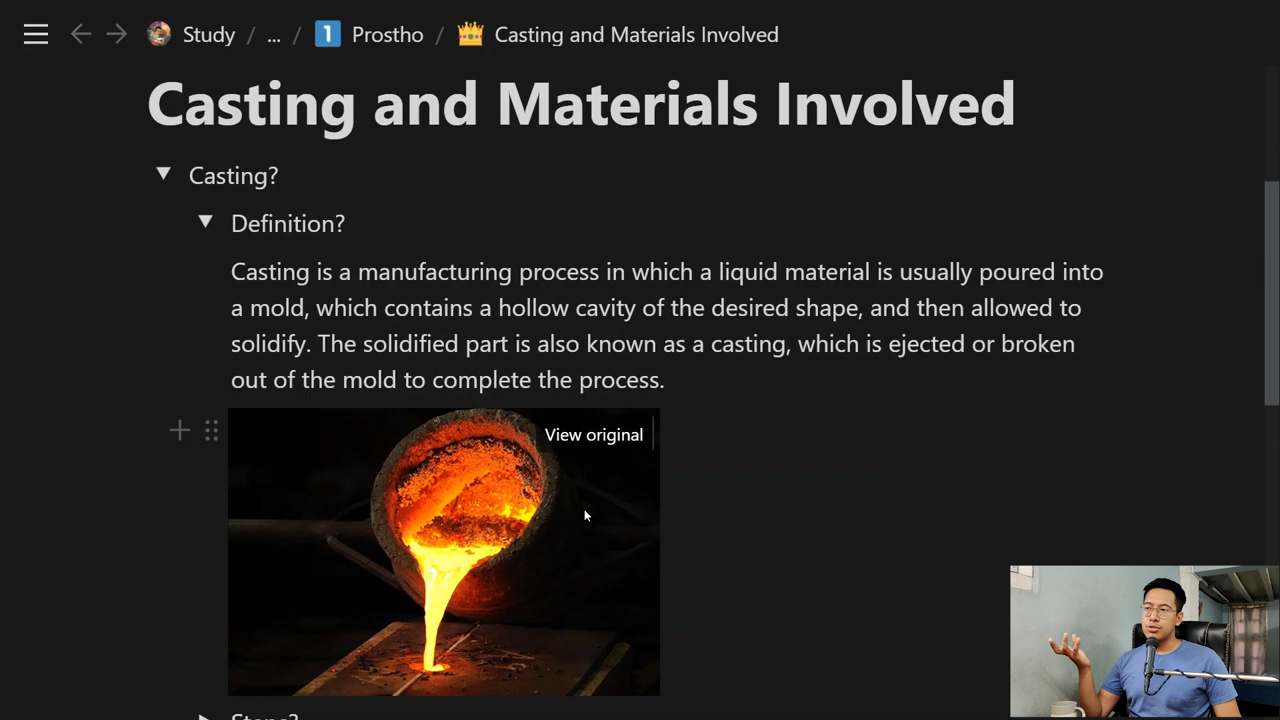 Study / ... / 1 Prostho / Casting and Materials Involved
Casting and Materials Involved
Casting?
Definition?
Casting is a manufacturing process in which a liquid material is usually poured into
a mold, which contains a hollow cavity of the desired shape, and then allowed to
solidify. The solidified part is also known as a casting, which is ejected or broken
out of the mold to complete the process.
View original
Steps?